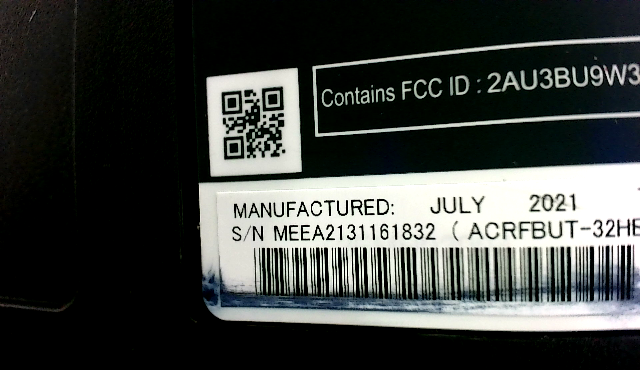 Contains FCC ID : 2AU3BU9W3
MANUFACTURED: JULY 2021
S/N MEEA2131161832 ( ACRFBUT-32HE